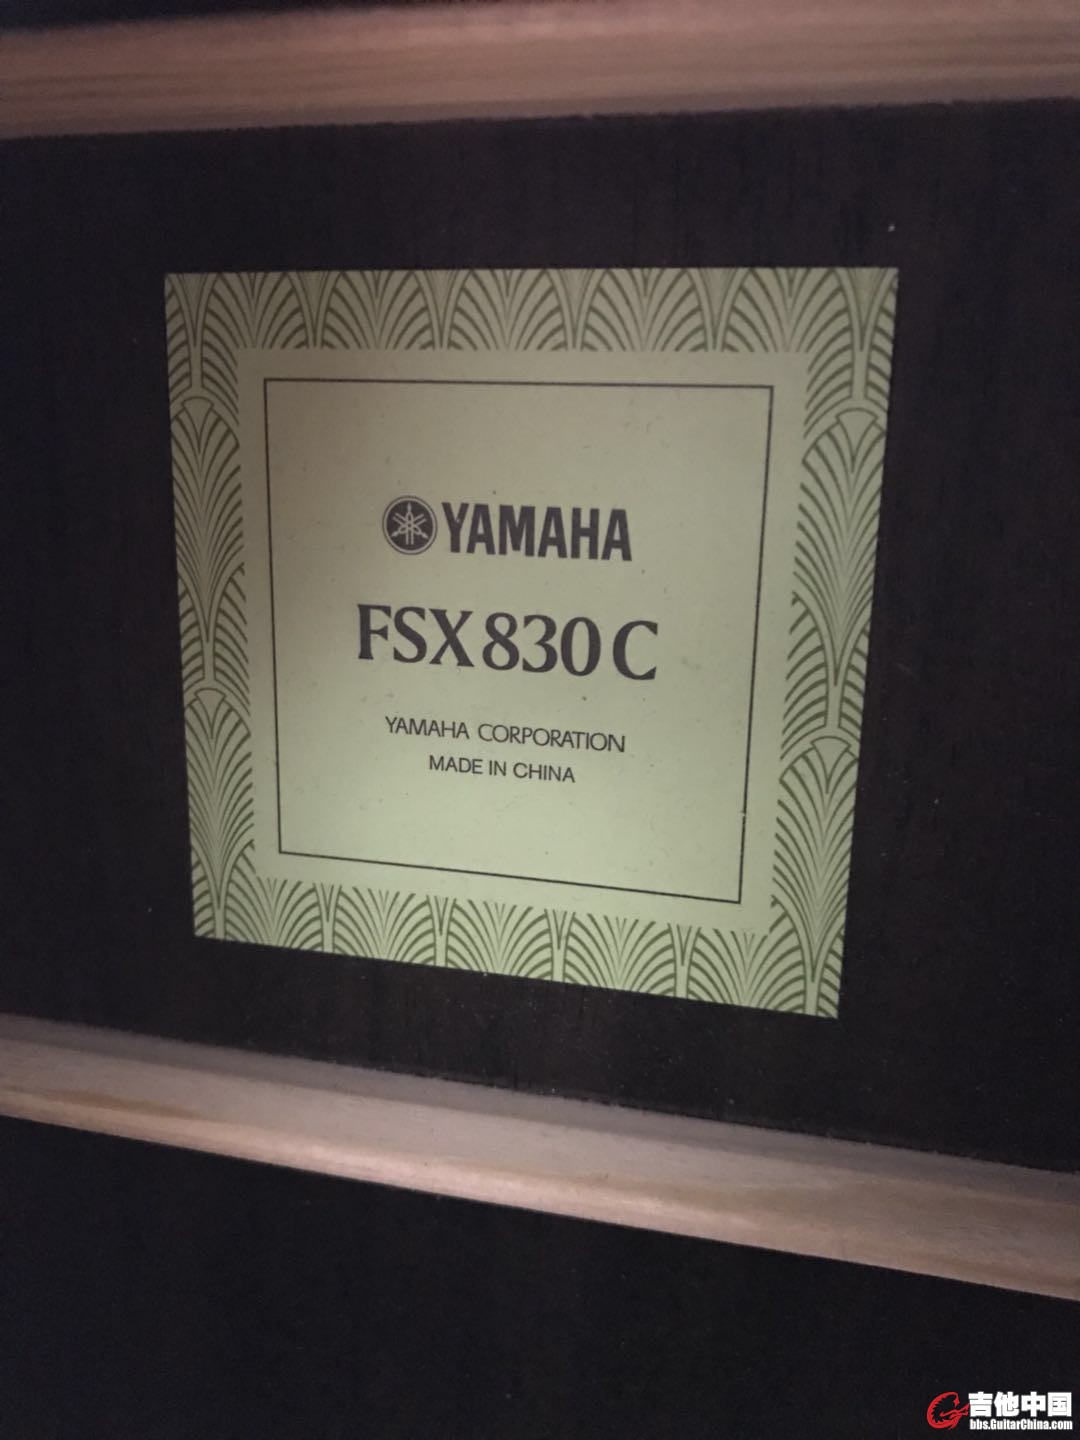 YAMAHA
FSX830C
YAMAHA CORPORATION
MADE IN CHINA
吉他中国
bbs.GuitarChina.com